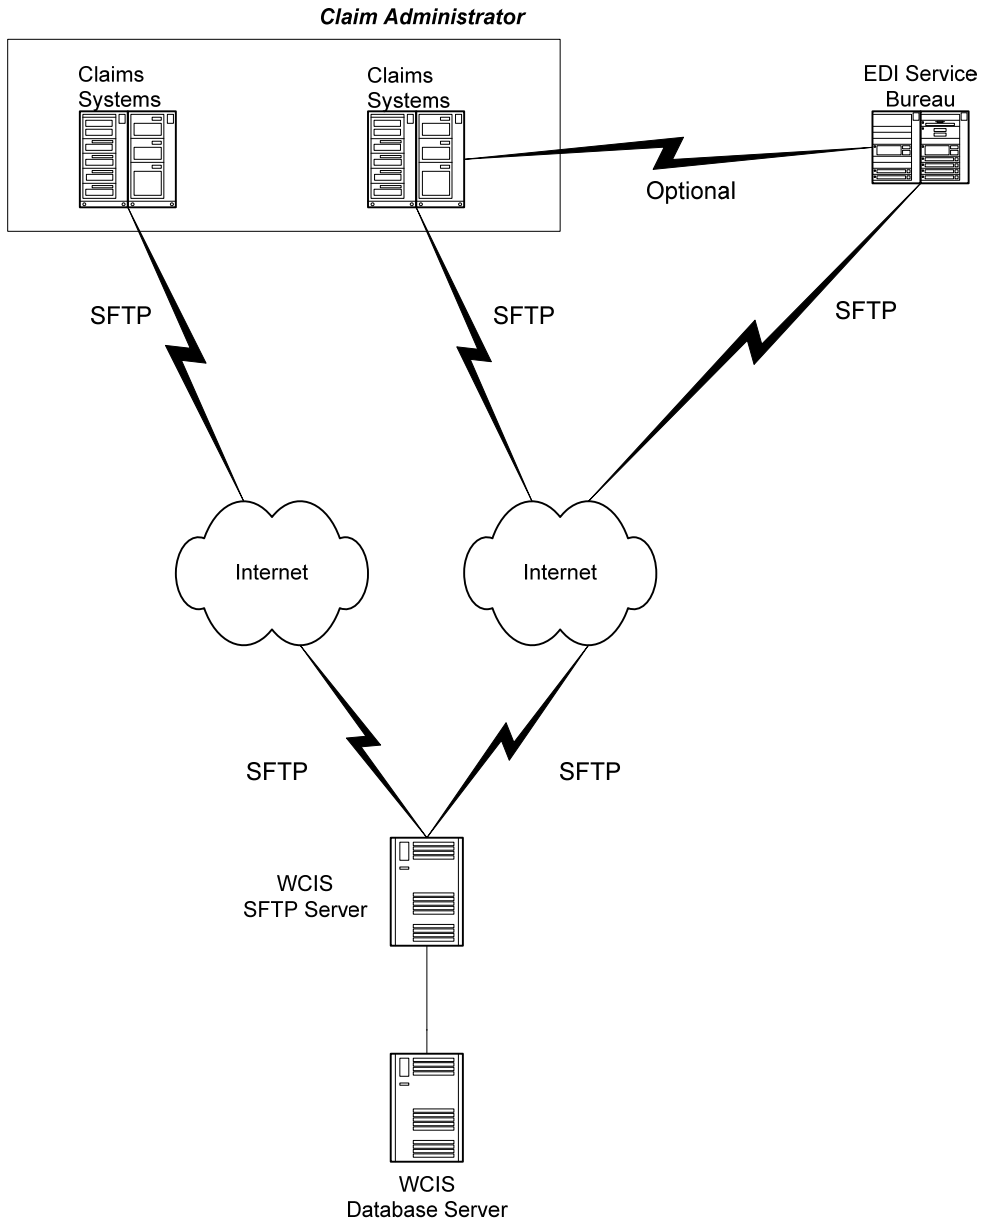 Claim Administrator
Claims
Systems
Claims
Systems
EDI Service
Bureau
Optional
SFTP
SFTP
SFTP
Internet
Internet
SFTP
SFTP
WCIS
SFTP Server
WCIS
Database Server